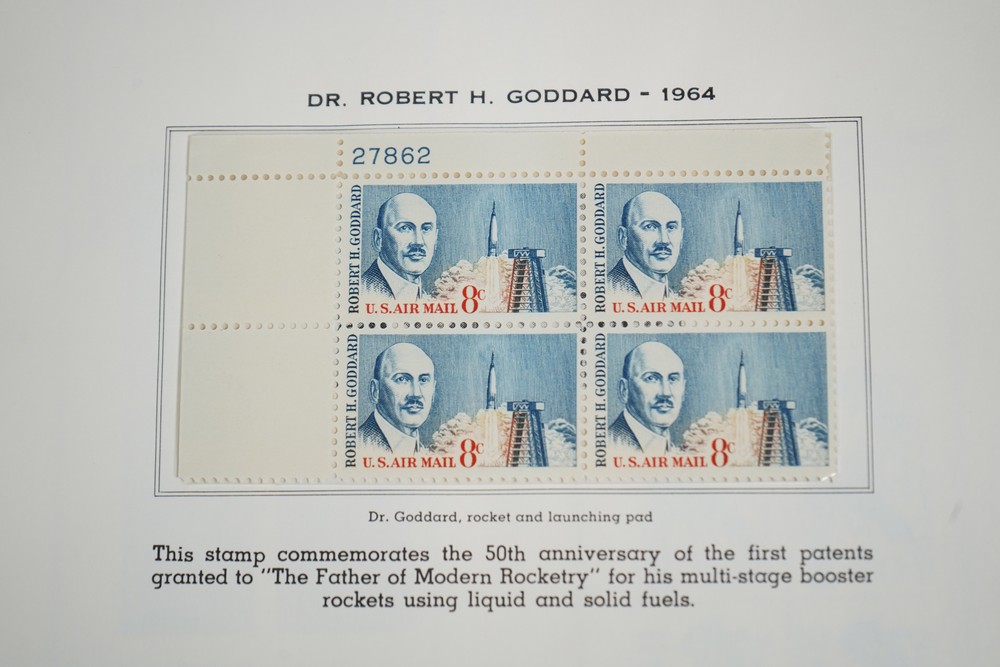 DR. ROBERT H. GODDARD - 1964
27862
ROBERT H. GODDARD
U.S. AIR MAIL 8c
ROBERT H. GODDARD
U.S. AIR MAIL 8c
ROBERT H. GODDARD
U.S. AIR MAIL 8c
ROBERT H. GODDARD
U.S. AIR MAIL 8c
Dr. Goddard, rocket and launching pad
This stamp commemorates the 50th anniversary of the first patents
granted to "The Father of Modern Rocketry" for his multi-stage booster
rockets using liquid and solid fuels.